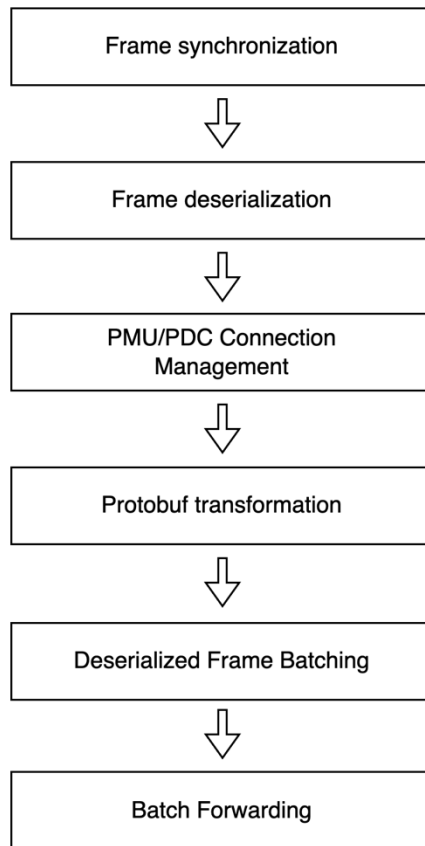 Frame synchronization
Frame deserialization
PMU/PDC Connection
Management
Protobuf transformation
Deserialized Frame Batching
Batch Forwarding